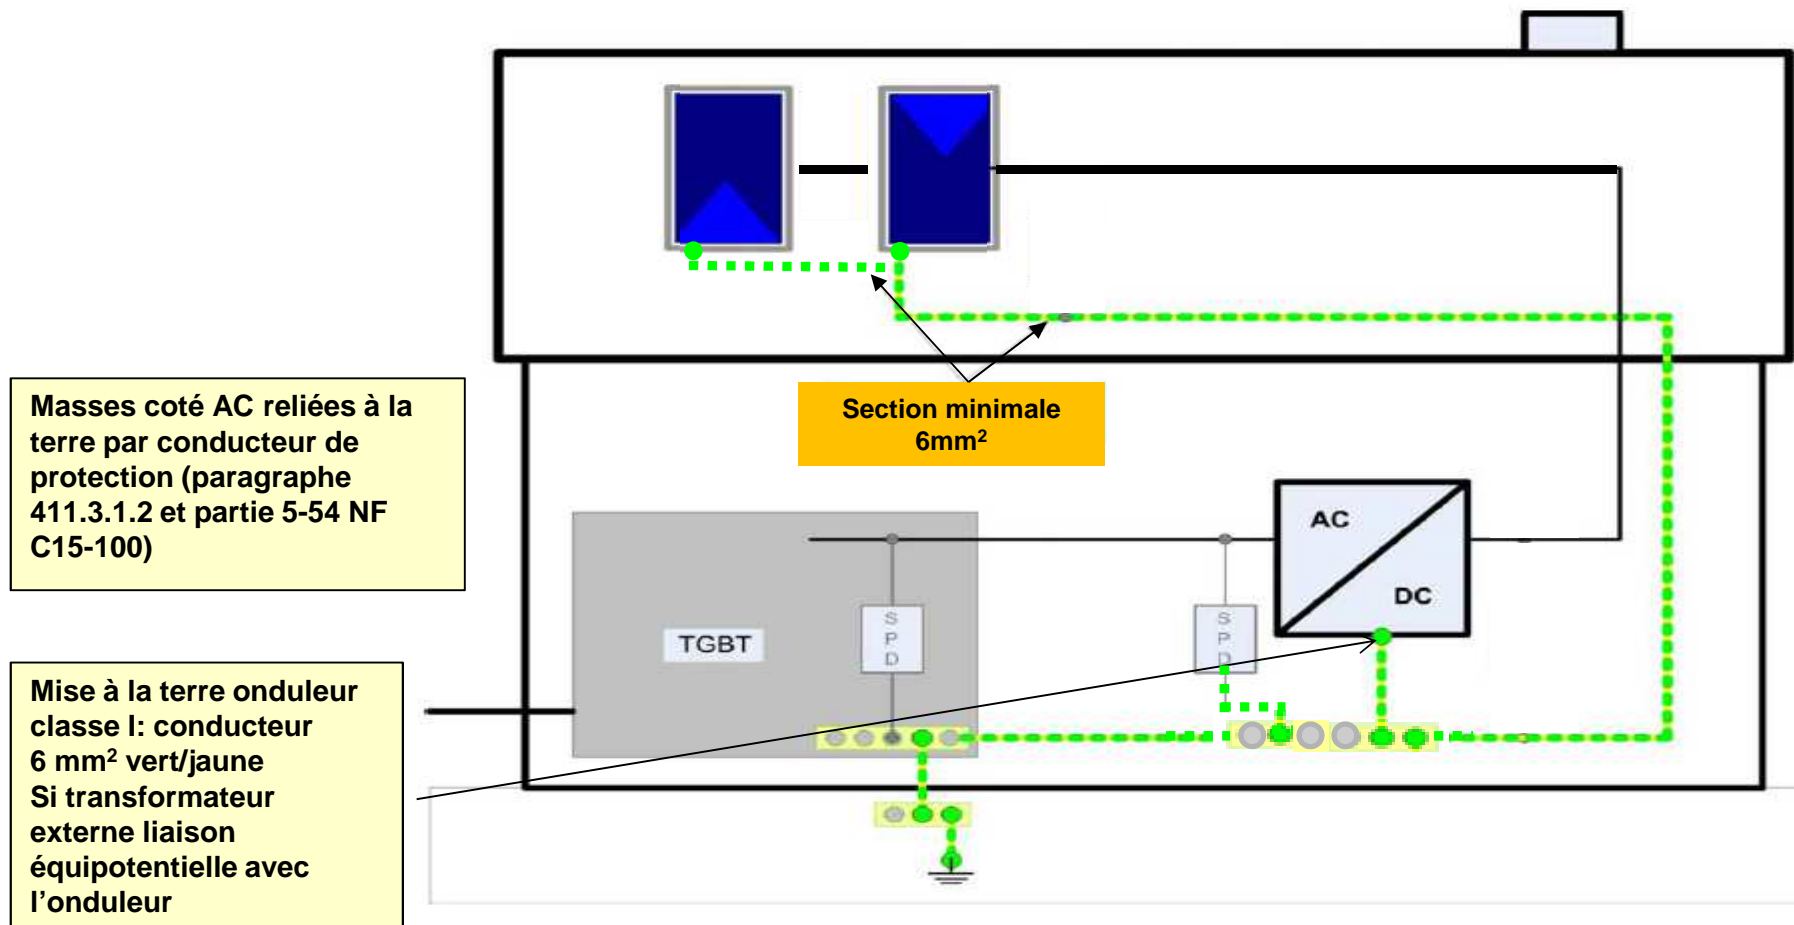 Masses coté AC reliées à la
terre par conducteur de
protection (paragraphe
411.3.1.2 et partie 5-54 NF
C15-100)
Section minimale
6mm²
AC
DC
TGBT
SPD
SPD
Mise à la terre onduleur
classe I: conducteur
6 mm² vert/jaune
Si transformateur
externe liaison
équipotentielle avec
l’onduleur